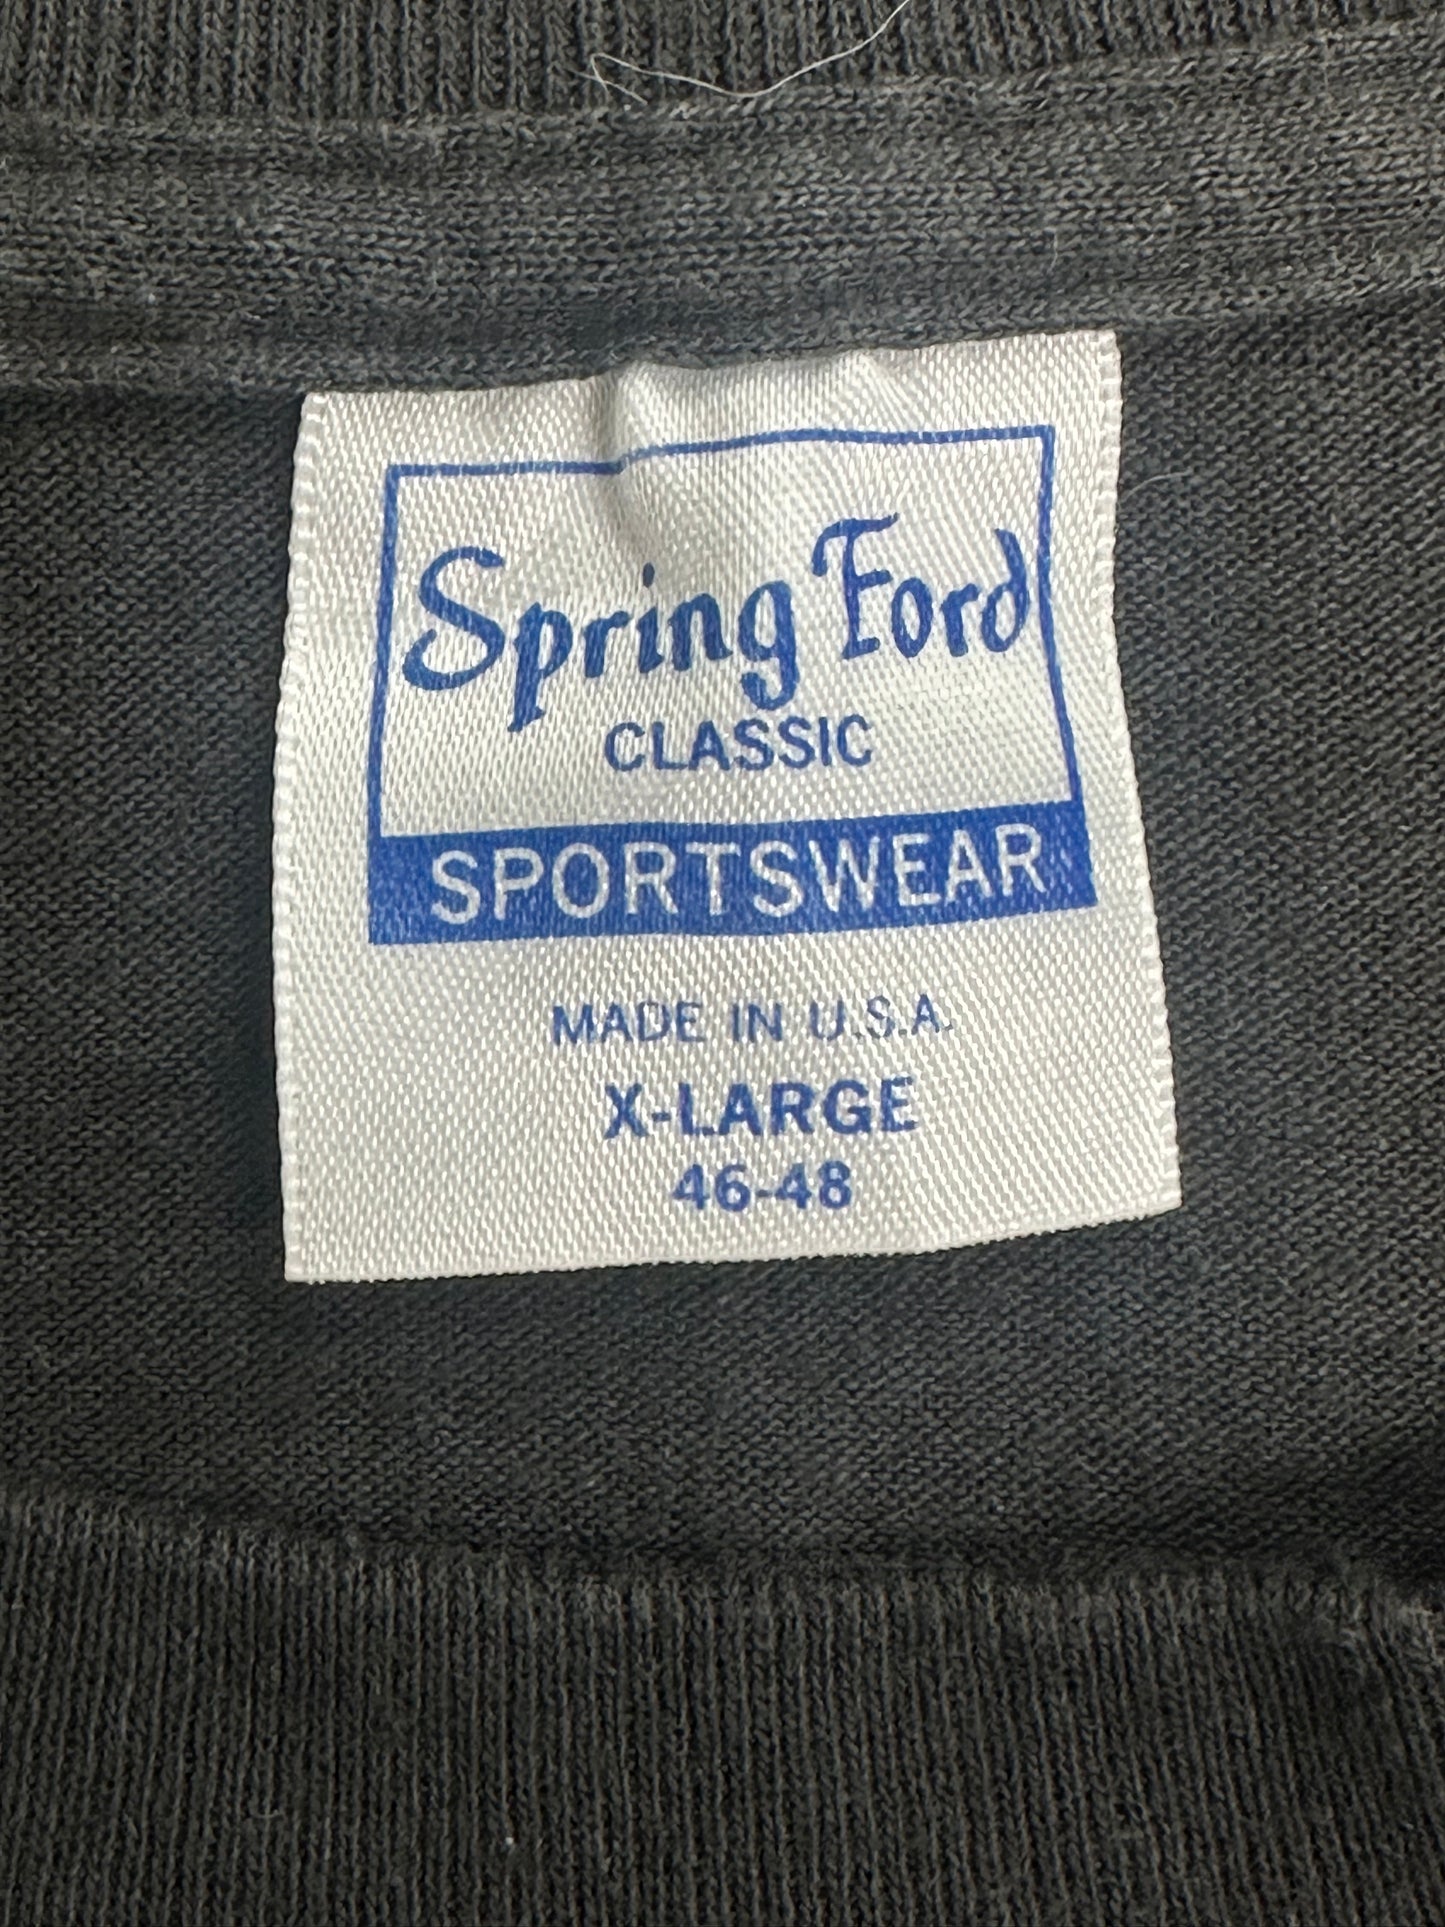 Spring Ford
CLASSIC
SPORTSWEAR
MADE IN U.S.A.
X-LARGE
46-48